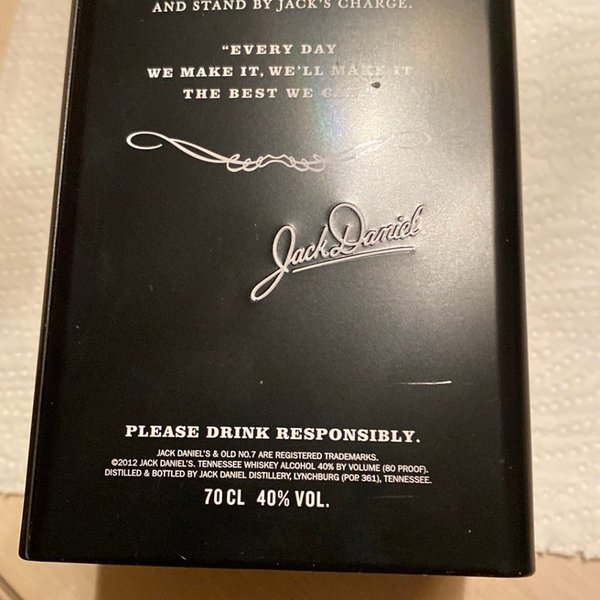 AND STAND BY JACK'S CHARGE.
"EVERY DAY
WE MAKE IT, WE'LL MAKE IT
THE BEST WE CAN."
Jack Daniel
PLEASE DRINK RESPONSIBLY.
JACK DANIEL'S & OLD NO.7 ARE REGISTERED TRADEMARKS.
©2012 JACK DANIEL'S. TENNESSEE WHISKEY ALCOHOL 40% BY VOLUME (80 PROOF).
DISTILLED & BOTTLED BY JACK DANIEL DISTILLERY, LYNCHBURG (POP. 361), TENNESSEE.
70 CL 40% VOL.